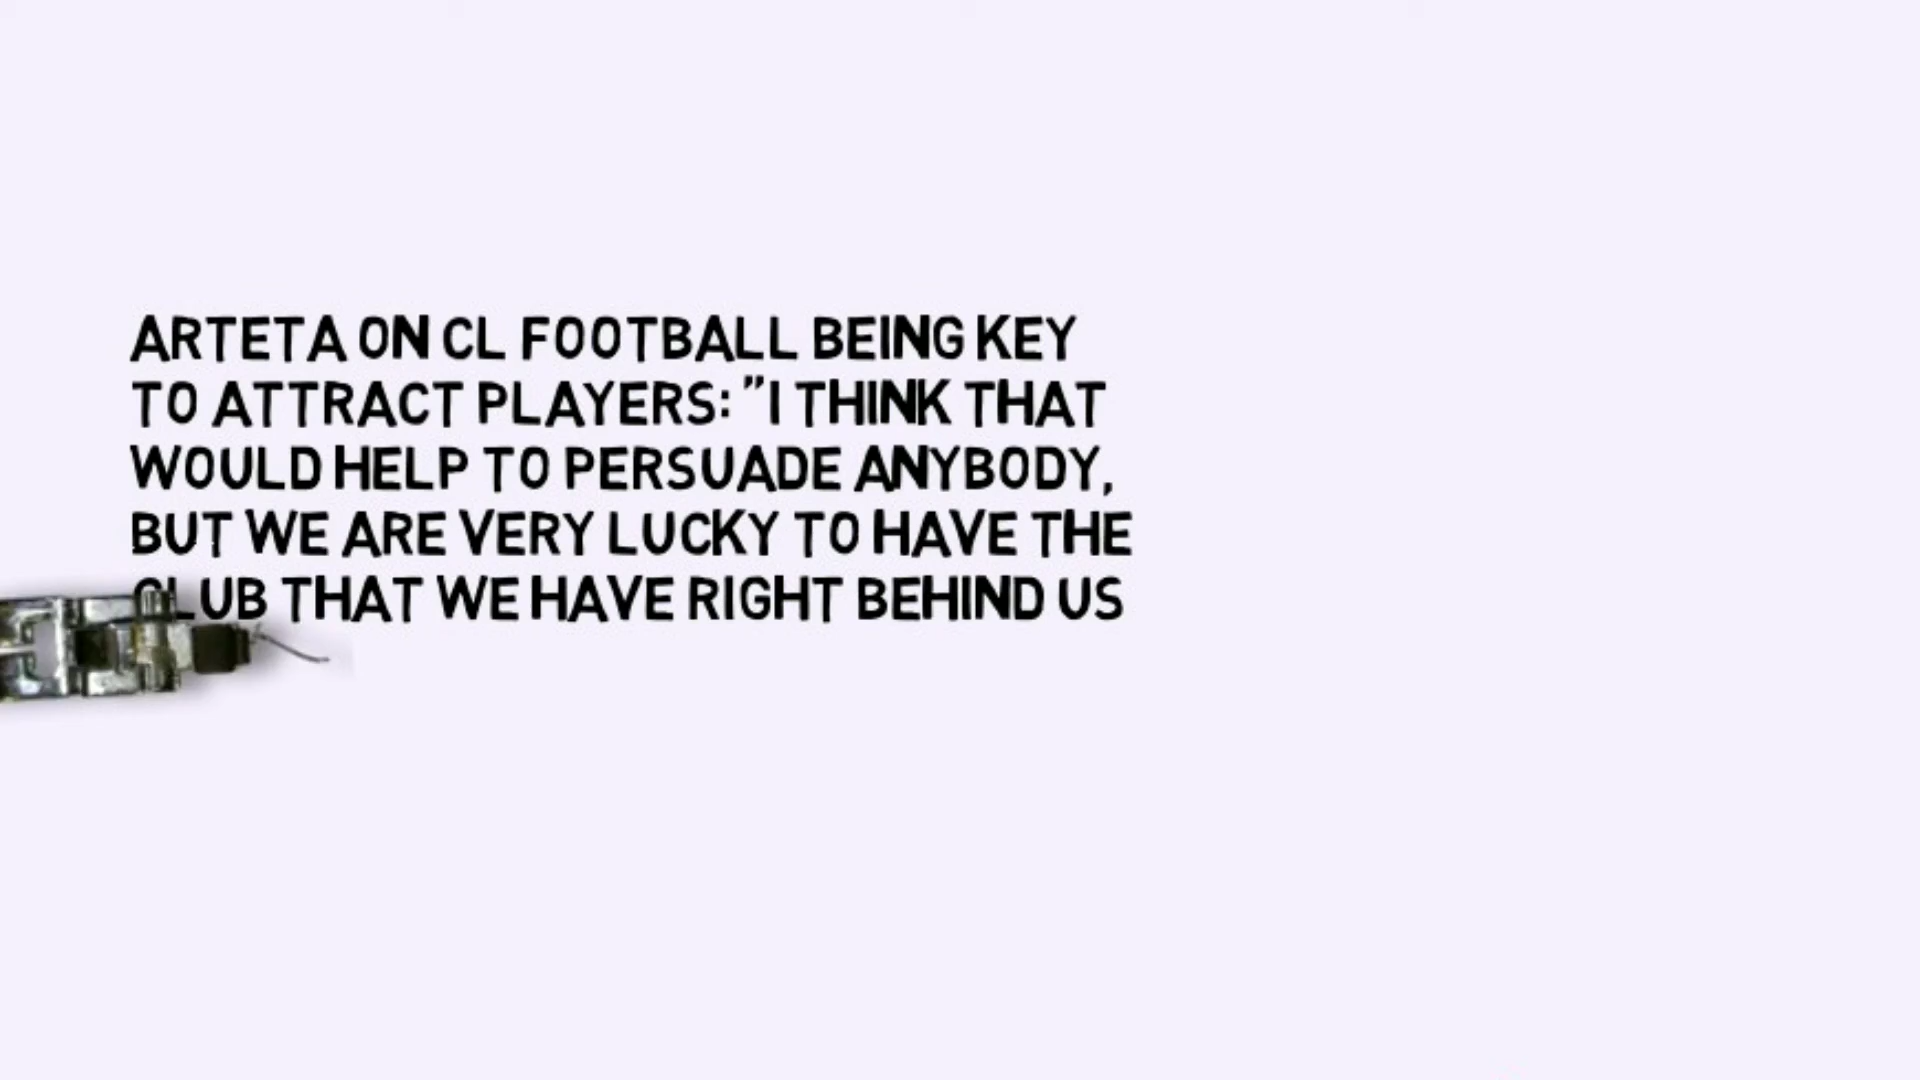 ARTETA ON CL FOOTBALL BEING KEY
TO ATTRACT PLAYERS: "I THINK THAT
WOULD HELP TO PERSUADE ANYBODY,
BUT WE ARE VERY LUCKY TO HAVE THE
CLUB THAT WE HAVE RIGHT BEHIND US